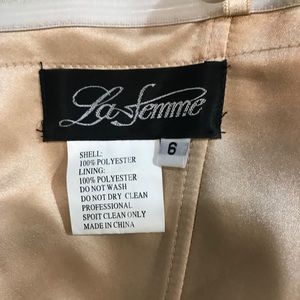 La Femme
6
SHELL:
100% POLYESTER
LINING:
100% POLYESTER
DO NOT WASH
DO NOT DRY CLEAN
PROFESSIONAL
SPOIT CLEAN ONLY
MADE IN CHINA